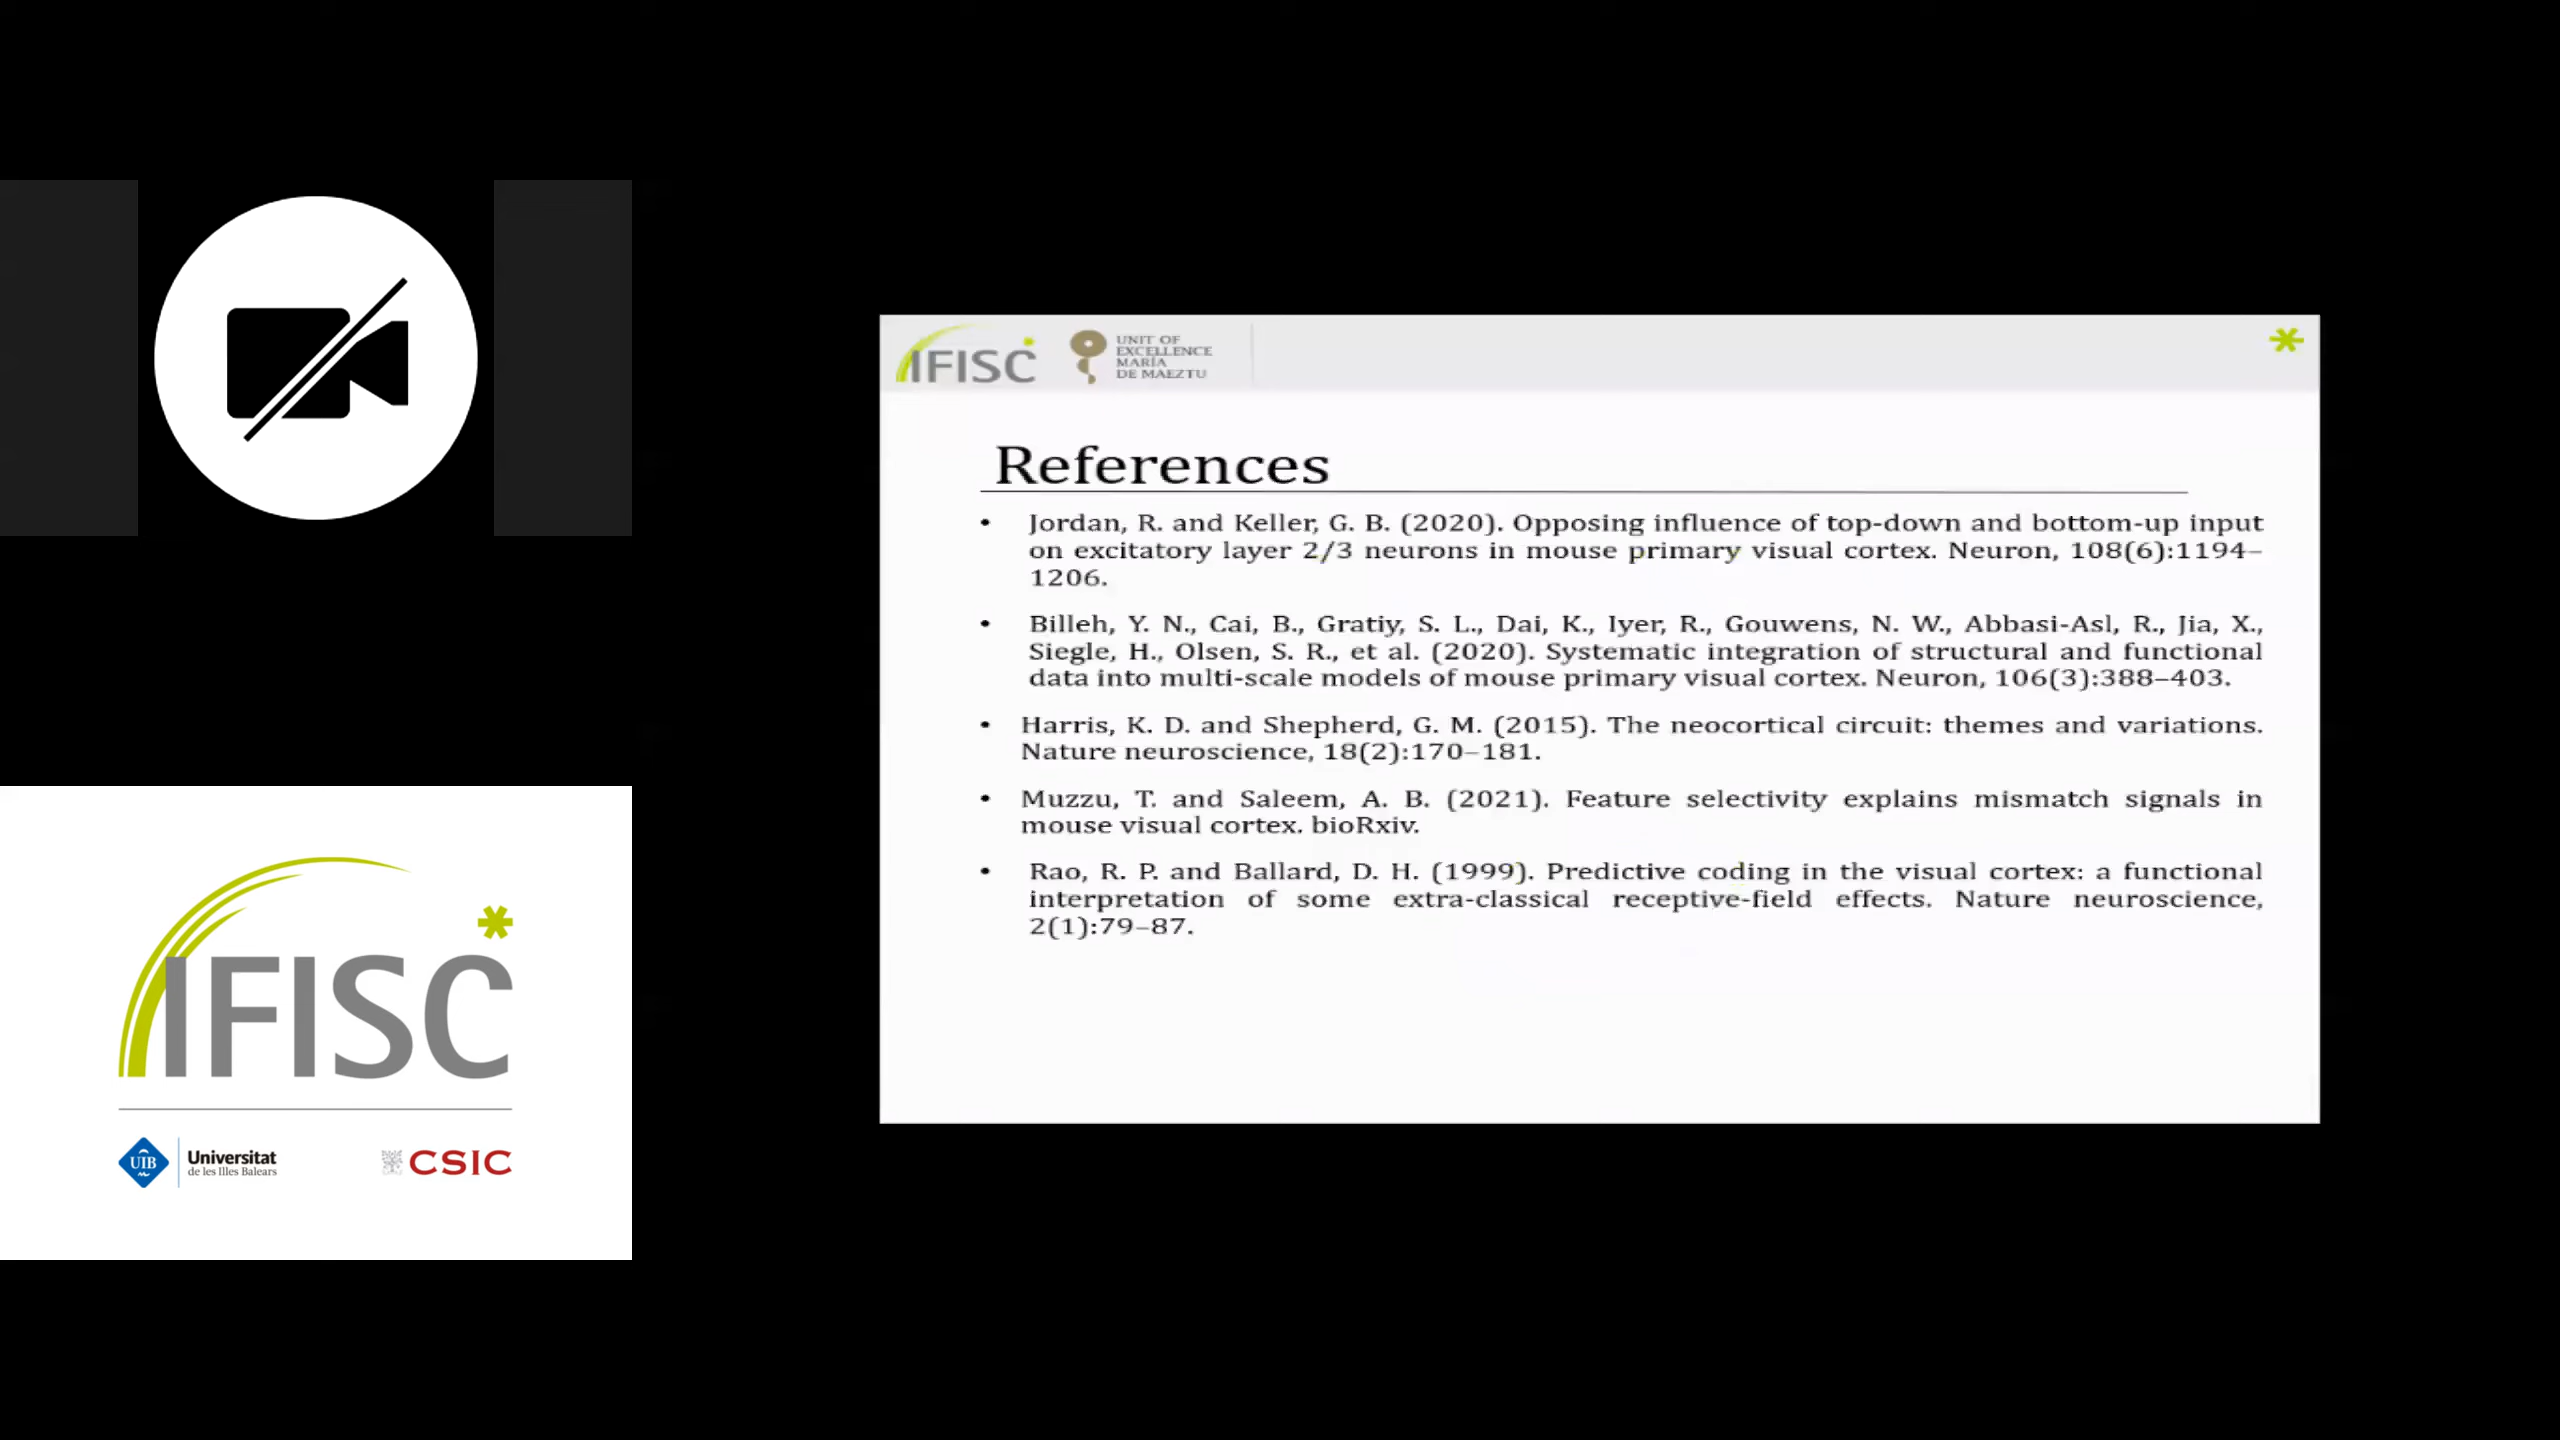 IFISC
UIB
Universitat
de les Illes Balears
CSIC
IFISC
UNIT OF
EXCELLENCE
MARÍA
DE MAEZTU
References
• Jordan, R. and Keller, G. B. (2020). Opposing influence of top-down and bottom-up input
on excitatory layer 2/3 neurons in mouse primary visual cortex. Neuron, 108(6):1194–
1206.
• Billeh, Y. N., Cai, B., Gratiy, S. L., Dai, K., Iyer, R., Gouwens, N. W., Abbasi-Asl, R., Jia, X.,
Siegle, H., Olsen, S. R., et al. (2020). Systematic integration of structural and functional
data into multi-scale models of mouse primary visual cortex. Neuron, 106(3):388–403.
• Harris, K. D. and Shepherd, G. M. (2015). The neocortical circuit: themes and variations.
Nature neuroscience, 18(2):170–181.
• Muzzu, T. and Saleem, A. B. (2021). Feature selectivity explains mismatch signals in
mouse visual cortex. bioRxiv.
• Rao, R. P. and Ballard, D. H. (1999). Predictive coding in the visual cortex: a functional
interpretation of some extra-classical receptive-field effects. Nature neuroscience,
2(1):79–87.